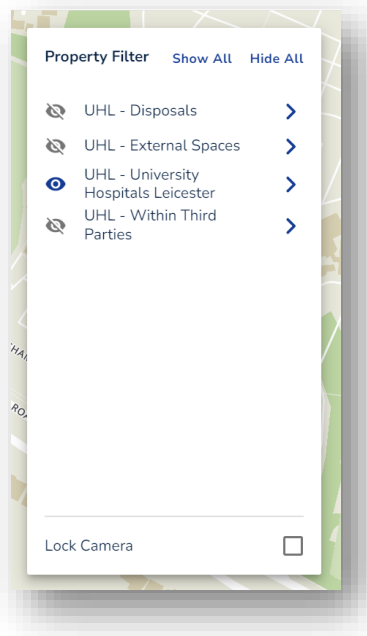 Property Filter Show All Hide All
UHL - Disposals
UHL - External Spaces
UHL - University
Hospitals Leicester
UHL - Within Third
Parties
Lock Camera